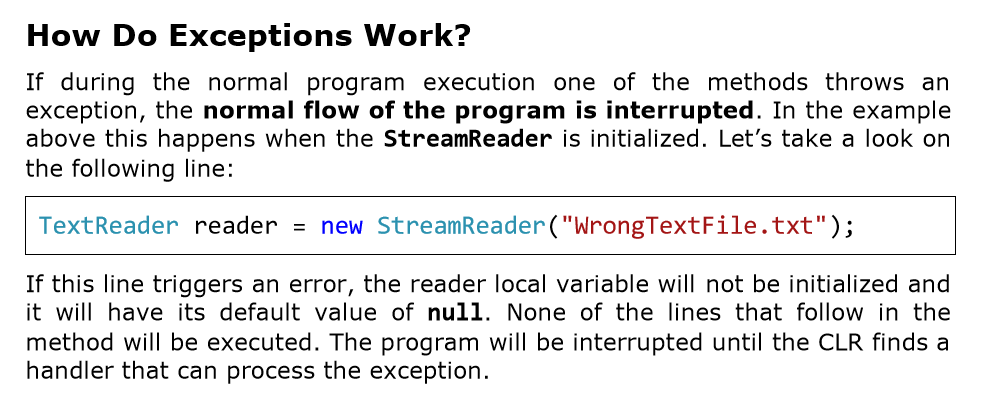 How Do Exceptions Work?
If during the normal program execution one of the methods throws an
exception, the normal flow of the program is interrupted. In the example
above this happens when the StreamReader is initialized. Let’s take a look on
the following line:
TextReader reader = new StreamReader("WrongTextFile.txt");
If this line triggers an error, the reader local variable will not be initialized and
it will have its default value of null. None of the lines that follow in the
method will be executed. The program will be interrupted until the CLR finds a
handler that can process the exception.